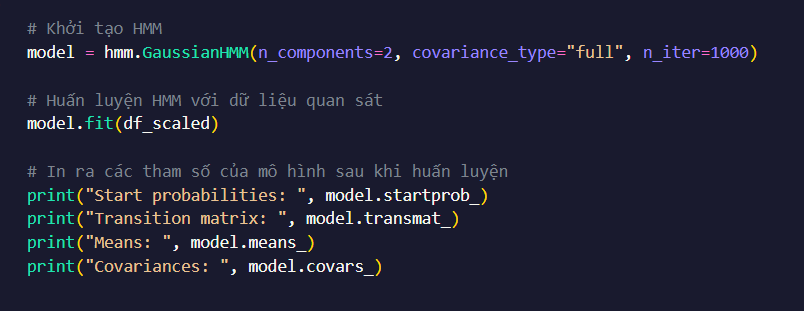 # Khởi tạo HMM
model = hmm.GaussianHMM(n_components=2, covariance_type="full", n_iter=1000)
# Huấn luyện HMM với dữ liệu quan sát
model.fit(df_scaled)
# In ra các tham số của mô hình sau khi huấn luyện
print("Start probabilities: ", model.startprob_)
print("Transition matrix: ", model.transmat_)
print("Means: ", model.means_)
print("Covariances: ", model.covars_)